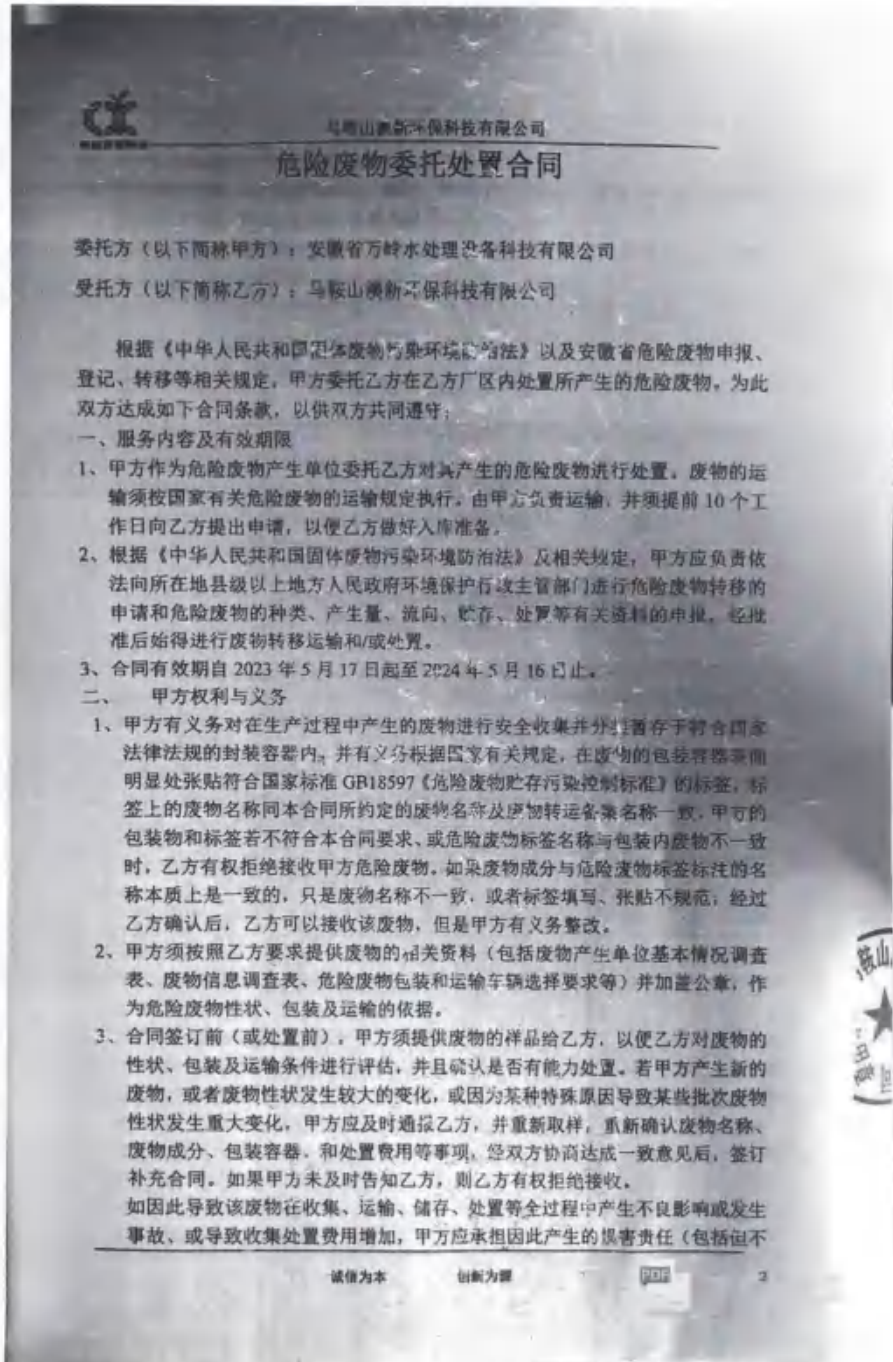 马鞍山澳新环保科技有限公司
危险废物委托处置合同
委托方（以下简称甲方）：安徽省万岭水处理设备科技有限公司
受托方（以下简称乙方）：马鞍山澳新环保科技有限公司
根据《中华人民共和国固体废物污染环境防治法》以及安徽省危险废物申报、
登记、转移等相关规定，甲方委托乙方在乙方厂区内处置所产生的危险废物，为此
双方达成如下合同条款，以供双方共同遵守：
一、服务内容及有效期限
1、甲方作为危险废物产生单位委托乙方对其产生的危险废物进行处置，废物的运
输须按国家有关危险废物的运输规定执行。由甲方负责运输，并须提前 10 个工
作日向乙方提出申请，以便乙方做好入库准备。
2、根据《中华人民共和国固体废物污染环境防治法》及相关规定，甲方应负责依
法向所在地县级以上地方人民政府环境保护行政主管部门进行危险废物转移的
申请和危险废物的种类、产生量、流向、贮存、处置等有关资料的申报，经批
准后始得进行废物转移运输和/或处置。
3、合同有效期自 2023 年 5 月 17 日起至 2024 年 5 月 16 日止。
二、 甲方权利与义务
1、甲方有义务对在生产过程中产生的废物进行安全收集并分类暂存于符合国家
法律法规的封装容器内，并有义务根据国家有关规定，在废物的包装容器表面
明显处张贴符合国家标准 GB18597《危险废物贮存污染控制标准》的标签，标
签上的废物名称同本合同所约定的废物名称及废物转运备案名称一致。甲方的
包装物和标签若不符合本合同要求、或危险废物标签名称与包装内废物不一致
时，乙方有权拒绝接收甲方危险废物。如果废物成分与危险废物标签标注的名
称本质上是一致的，只是废物名称不一致，或者标签填写、张贴不规范，经过
乙方确认后，乙方可以接收该废物，但是甲方有义务整改。
2、甲方须按照乙方要求提供废物的相关资料（包括废物产生单位基本情况调查
表、废物信息调查表、危险废物包装和运输车辆选择要求等）并加盖公章，作
为危险废物性状、包装及运输的依据。
3、合同签订前（或处置前），甲方须提供废物的样品给乙方，以便乙方对废物的
性状、包装及运输条件进行评估，并且确认是否有能力处置。若甲方产生新的
废物，或者废物性状发生较大的变化，或因为某种特殊原因导致某些批次废物
性状发生重大变化，甲方应及时通报乙方，并重新取样，重新确认废物名称、
废物成分、包装容器、和处置费用等事项，经双方协商达成一致意见后，签订
补充合同。如果甲方未及时告知乙方，则乙方有权拒绝接收。
如因此导致该废物在收集、运输、储存、处置等全过程中产生不良影响或发生
事故、或导致收集处置费用增加，甲方应承担因此产生的损害责任（包括但不
诚信为本 创新为源 PDF 2
鞍山